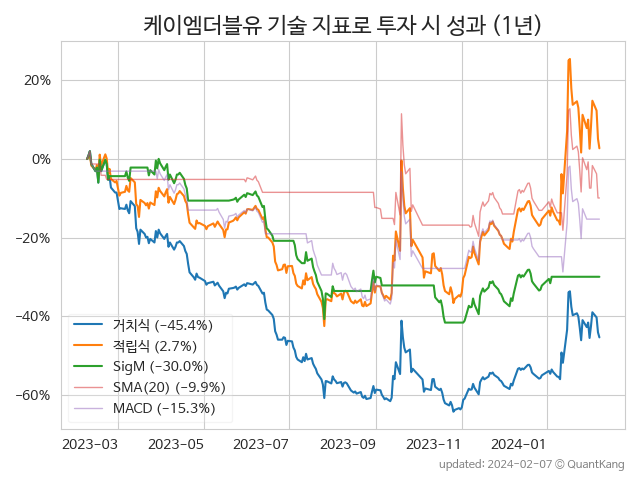 케이엠더블유 기술 지표로 투자 시 성과 (1년)
20%
0%
−20%
−40%
−60%
거치식 (−45.4%)
적립식 (2.7%)
SigM (−30.0%)
SMA(20) (−9.9%)
MACD (−15.3%)
2023-03 2023-05 2023-07 2023-09 2023-11 2024-01
updated: 2024-02-07 © QuantKang